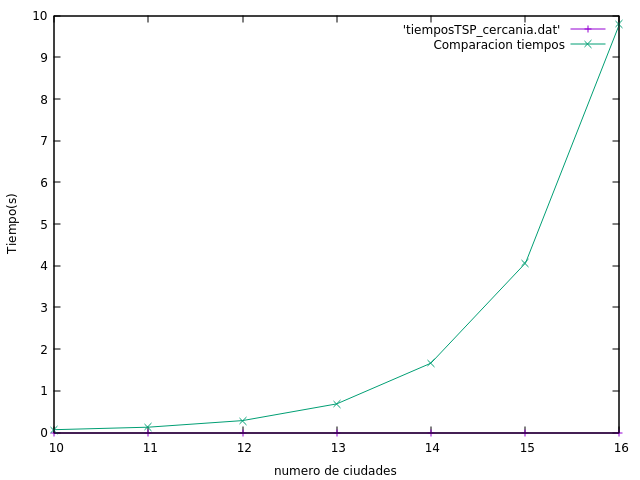 'tiemposTSP_cercania.dat'
Comparacion tiempos
10
9
8
7
6
5
4
3
2
1
0
Tiempo(s)
10 11 12 13 14 15 16
numero de ciudades